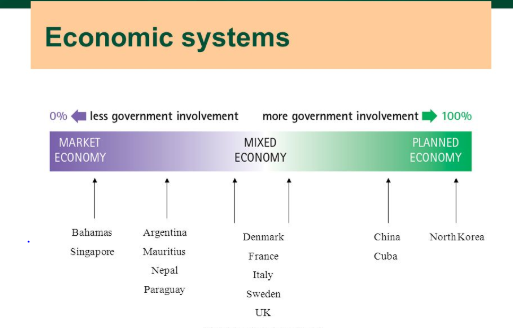 Economic systems
0% less government involvement more government involvement 100%
MARKET ECONOMY
MIXED ECONOMY
PLANNED ECONOMY
Bahamas
Singapore
Argentina
Mauritius
Nepal
Paraguay
Denmark
France
Italy
Sweden
UK
China
Cuba
North Korea